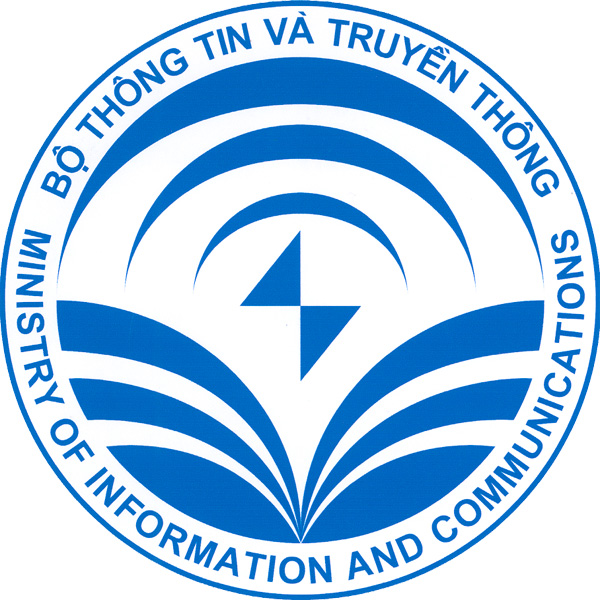 BỘ THÔNG TIN VÀ TRUYỀN THÔNG
MINISTRY OF INFORMATION AND COMMUNICATIONS